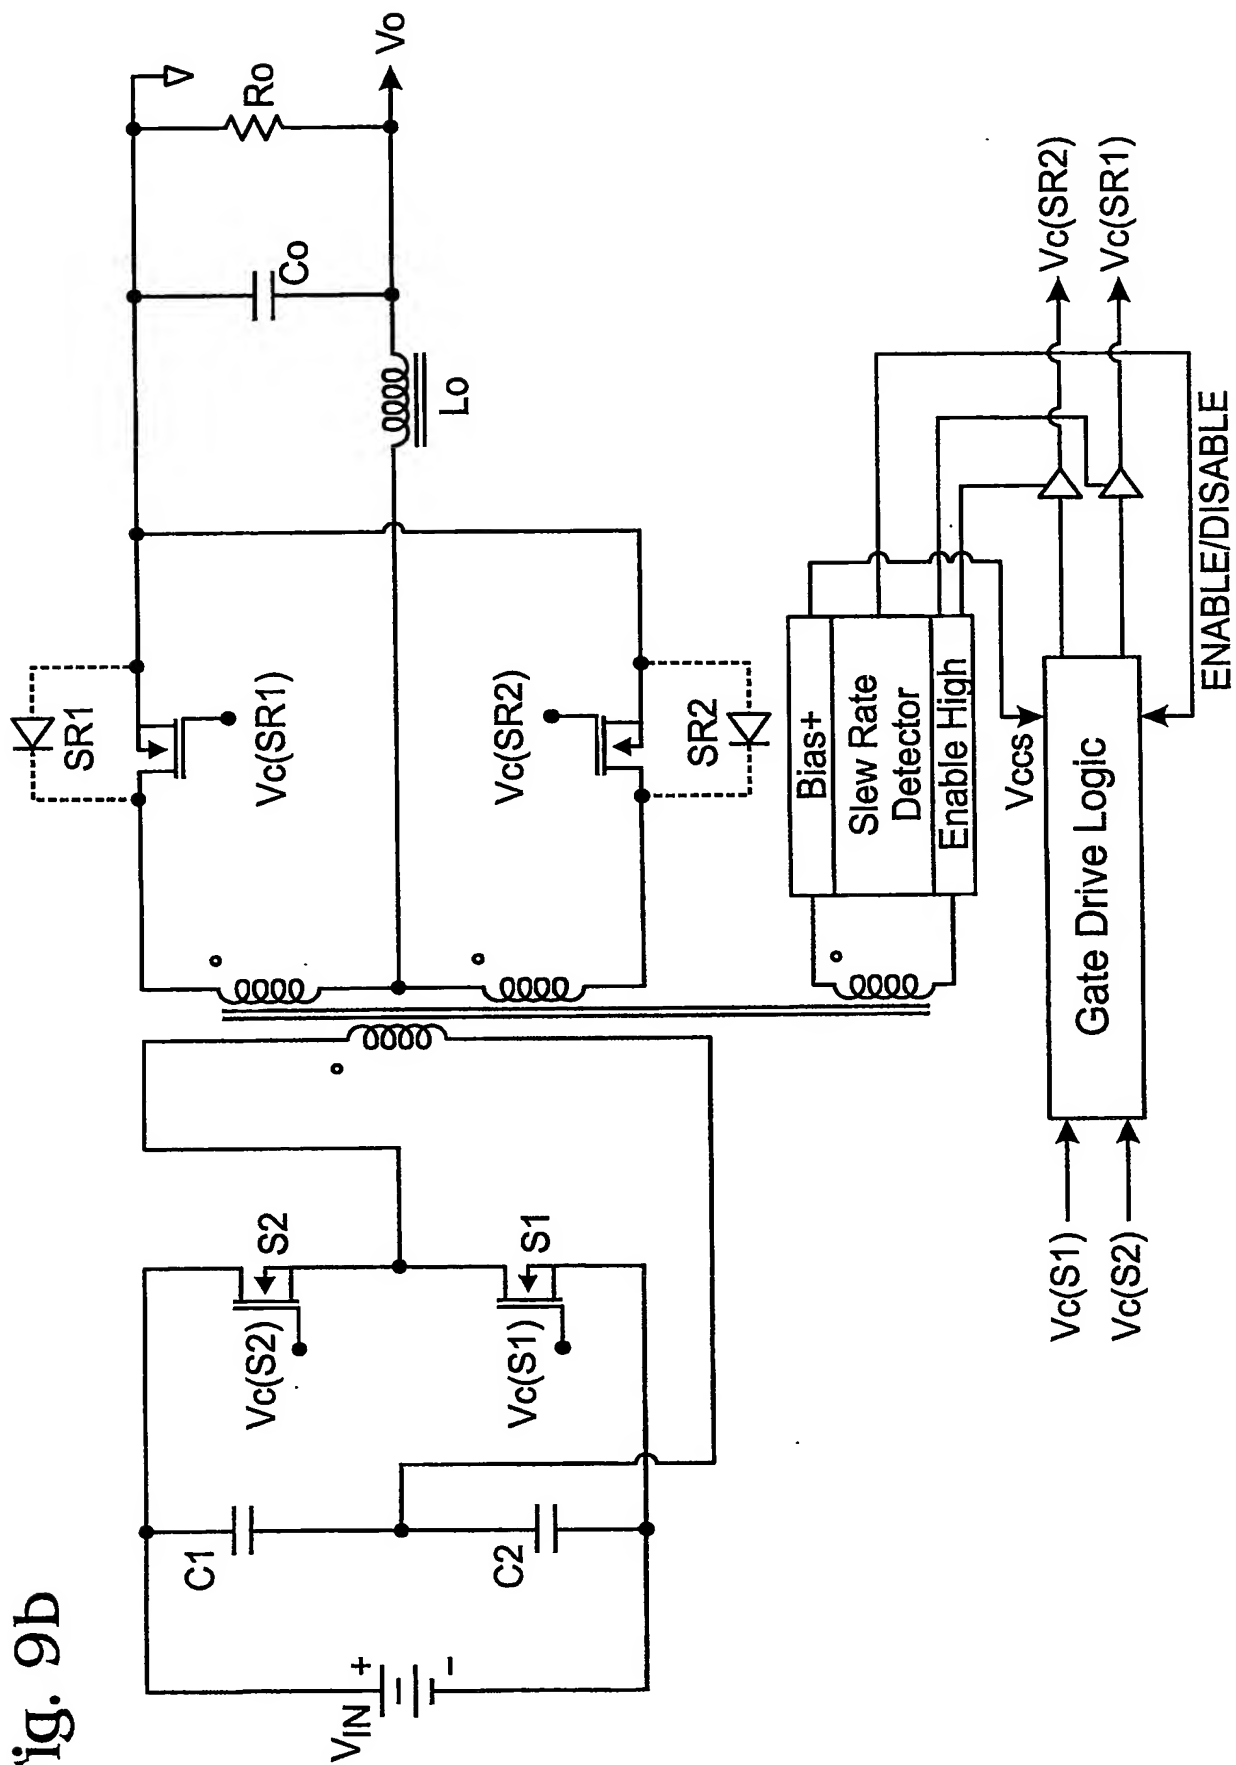 Fig. 9b
VIN
+
-
C1
C2
Vc(S2)
S2
Vc(S1)
S1
SR1
Vc(SR1)
Vc(SR2)
SR2
Lo
Co
Ro
Vo
Bias+
Slew Rate
Detector
Enable High
Vccs
Gate Drive Logic
Vc(S1)
Vc(S2)
ENABLE/DISABLE
Vc(SR2)
Vc(SR1)